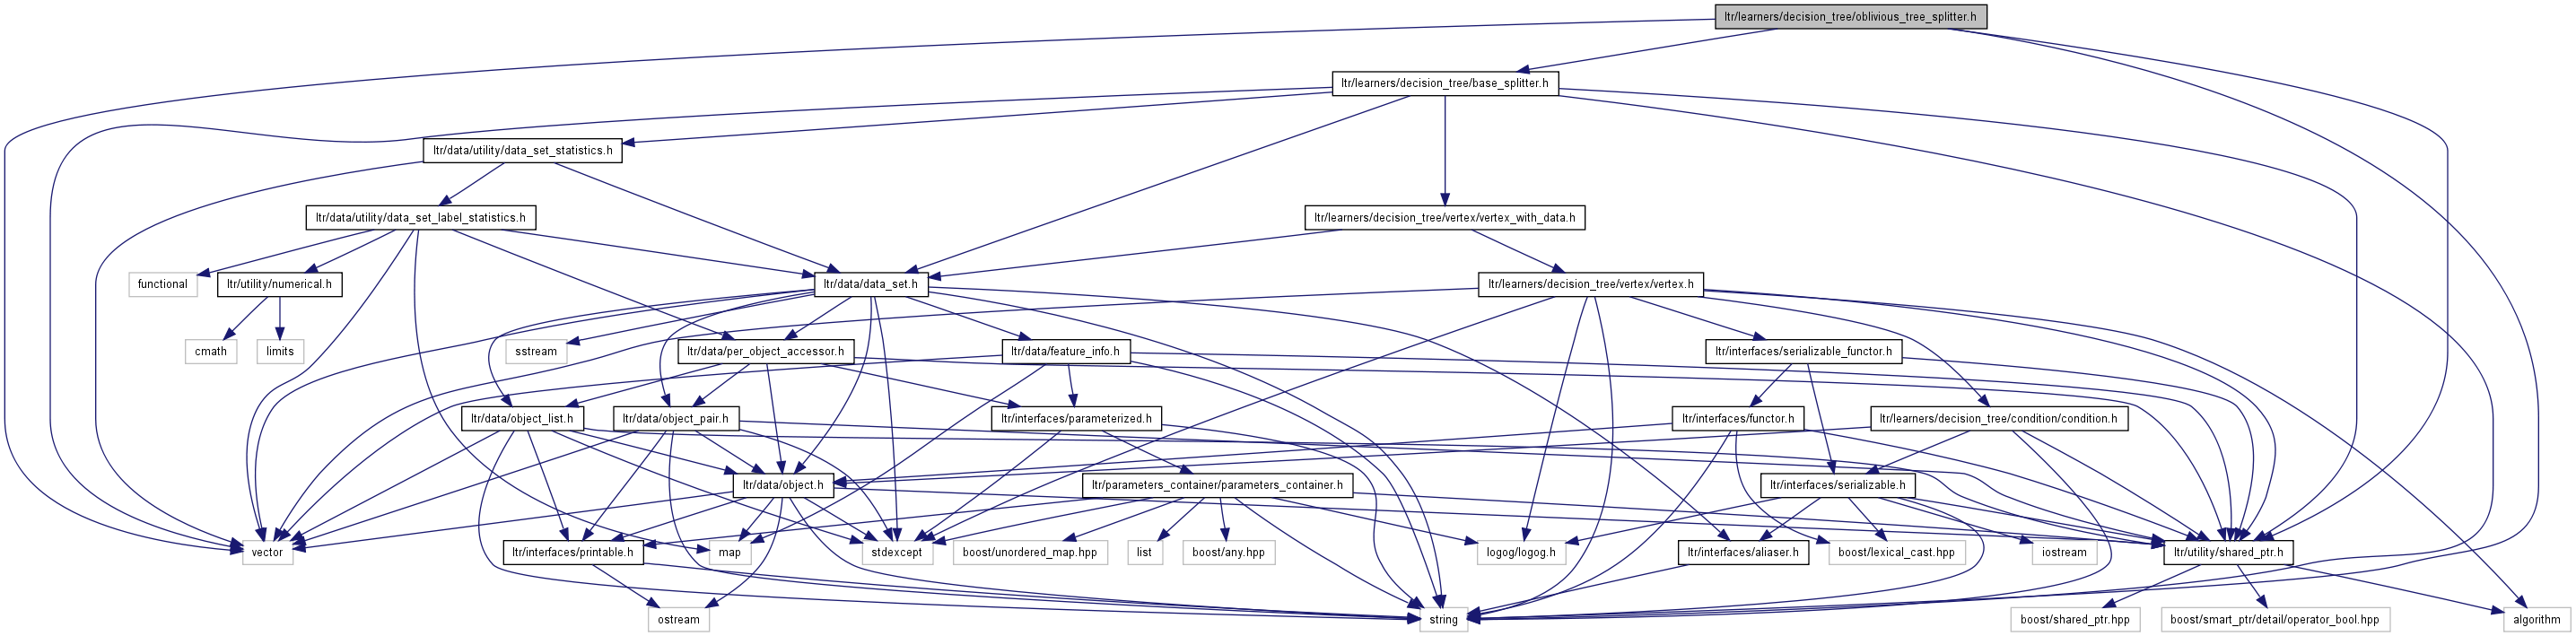 ltr/learners/decision_tree/oblivious_tree_splitter.h
ltr/learners/decision_tree/base_splitter.h
ltr/data/utility/data_set_statistics.h
ltr/data/utility/data_set_label_statistics.h
ltr/learners/decision_tree/vertex/vertex_with_data.h
functional
ltr/utility/numerical.h
ltr/data/data_set.h
ltr/learners/decision_tree/vertex/vertex.h
cmath
limits
sstream
ltr/data/per_object_accessor.h
ltr/data/feature_info.h
ltr/interfaces/serializable_functor.h
ltr/data/object_list.h
ltr/data/object_pair.h
ltr/interfaces/parameterized.h
ltr/interfaces/functor.h
ltr/learners/decision_tree/condition/condition.h
ltr/data/object.h
ltr/parameters_container/parameters_container.h
ltr/interfaces/serializable.h
vector
ltr/interfaces/printable.h
map
stdexcept
boost/unordered_map.hpp
list
boost/any.hpp
logog/logog.h
ltr/interfaces/aliaser.h
boost/lexical_cast.hpp
iostream
ltr/utility/shared_ptr.h
ostream
string
boost/shared_ptr.hpp
boost/smart_ptr/detail/operator_bool.hpp
algorithm